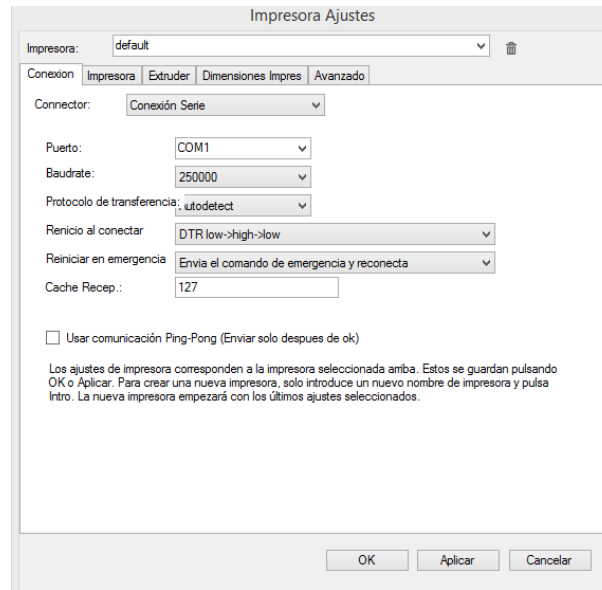 Impresora Ajustes
Impresora: default
Conexion Impresora Extruder Dimensiones Impres Avanzado
Connector: Conexión Serie
Puerto: COM1
Baudrate: 250000
Protocolo de transferencia: utodetect
Renicio al conectar DTR low->high->low
Reiniciar en emergencia Envia el comando de emergencia y reconecta
Cache Recep.: 127
Usar comunicación Ping-Pong (Enviar solo despues de ok)
Los ajustes de impresora corresponden a la impresora seleccionada arriba. Estos se guardan pulsando
OK o Aplicar. Para crear una nueva impresora, solo introduce un nuevo nombre de impresora y pulsa
Intro. La nueva impresora empezará con los últimos ajustes seleccionados.
OK Aplicar Cancelar